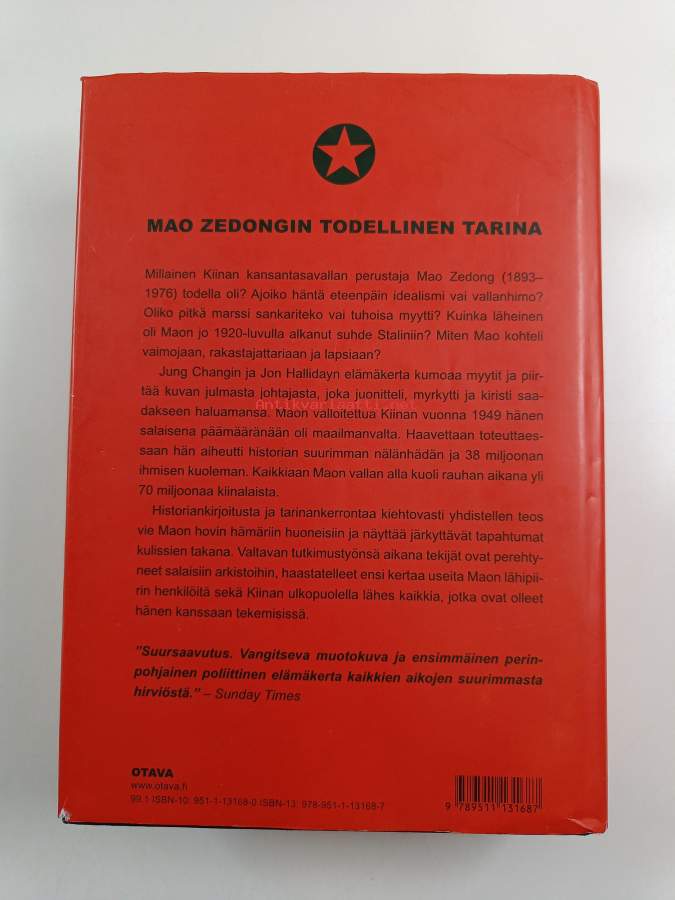 MAO ZEDONGIN TODELLINEN TARINA
Millainen Kiinan kansantasavallan perustaja Mao Zedong (1893–
1976) todella oli? Ajoiko häntä eteenpäin idealismi vai vallanhimo?
Oliko pitkä marssi sankariteko vai tuhoisa myytti? Kuinka läheinen
oli Maon jo 1920-luvulla alkanut suhde Staliniin? Miten Mao kohteli
vaimojaan, rakastajattariaan ja lapsiaan?
Jung Changin ja Jon Hallidayn elämäkerta kumoaa myytit ja piir-
tää kuvan julmasta johtajasta, joka juonitteli, myrkytti ja kiristi saa-
dakseen haluamansa. Maon valloitettua Kiinan vuonna 1949 hänen
Antikvariaatti.net
salaisena päämääränään oli maailmanvalta. Haavettaan toteuttaes-
saan hän aiheutti historian suurimman nälänhädän ja 38 miljoonan
ihmisen kuoleman. Kaikkiaan Maon vallan alla kuoli rauhan aikana yli
70 miljoonaa kiinalaista.
Historiankirjoitusta ja tarinankerrontaa kiehtovasti yhdistellen teos
vie Maon hovin hämäriin huoneisiin ja näyttää järkyttävät tapahtumat
kulissien takana. Valtavan tutkimustyönsä aikana tekijät ovat perehty-
neet salaisiin arkistoihin, haastatelleet ensi kertaa useita Maon lähipii-
rin henkilöitä sekä Kiinan ulkopuolella lähes kaikkia, jotka ovat olleet
hänen kanssaan tekemisissä.
"Suursaavutus. Vangitseva muotokuva ja ensimmäinen perin-
pohjainen poliittinen elämäkerta kaikkien aikojen suurimmasta
hirviöstä." – Sunday Times
OTAVA
www.otava.fi
99.1 ISBN-10: 951-1-13168-0 ISBN-13: 978-951-1-13168-7
9 789511 131687